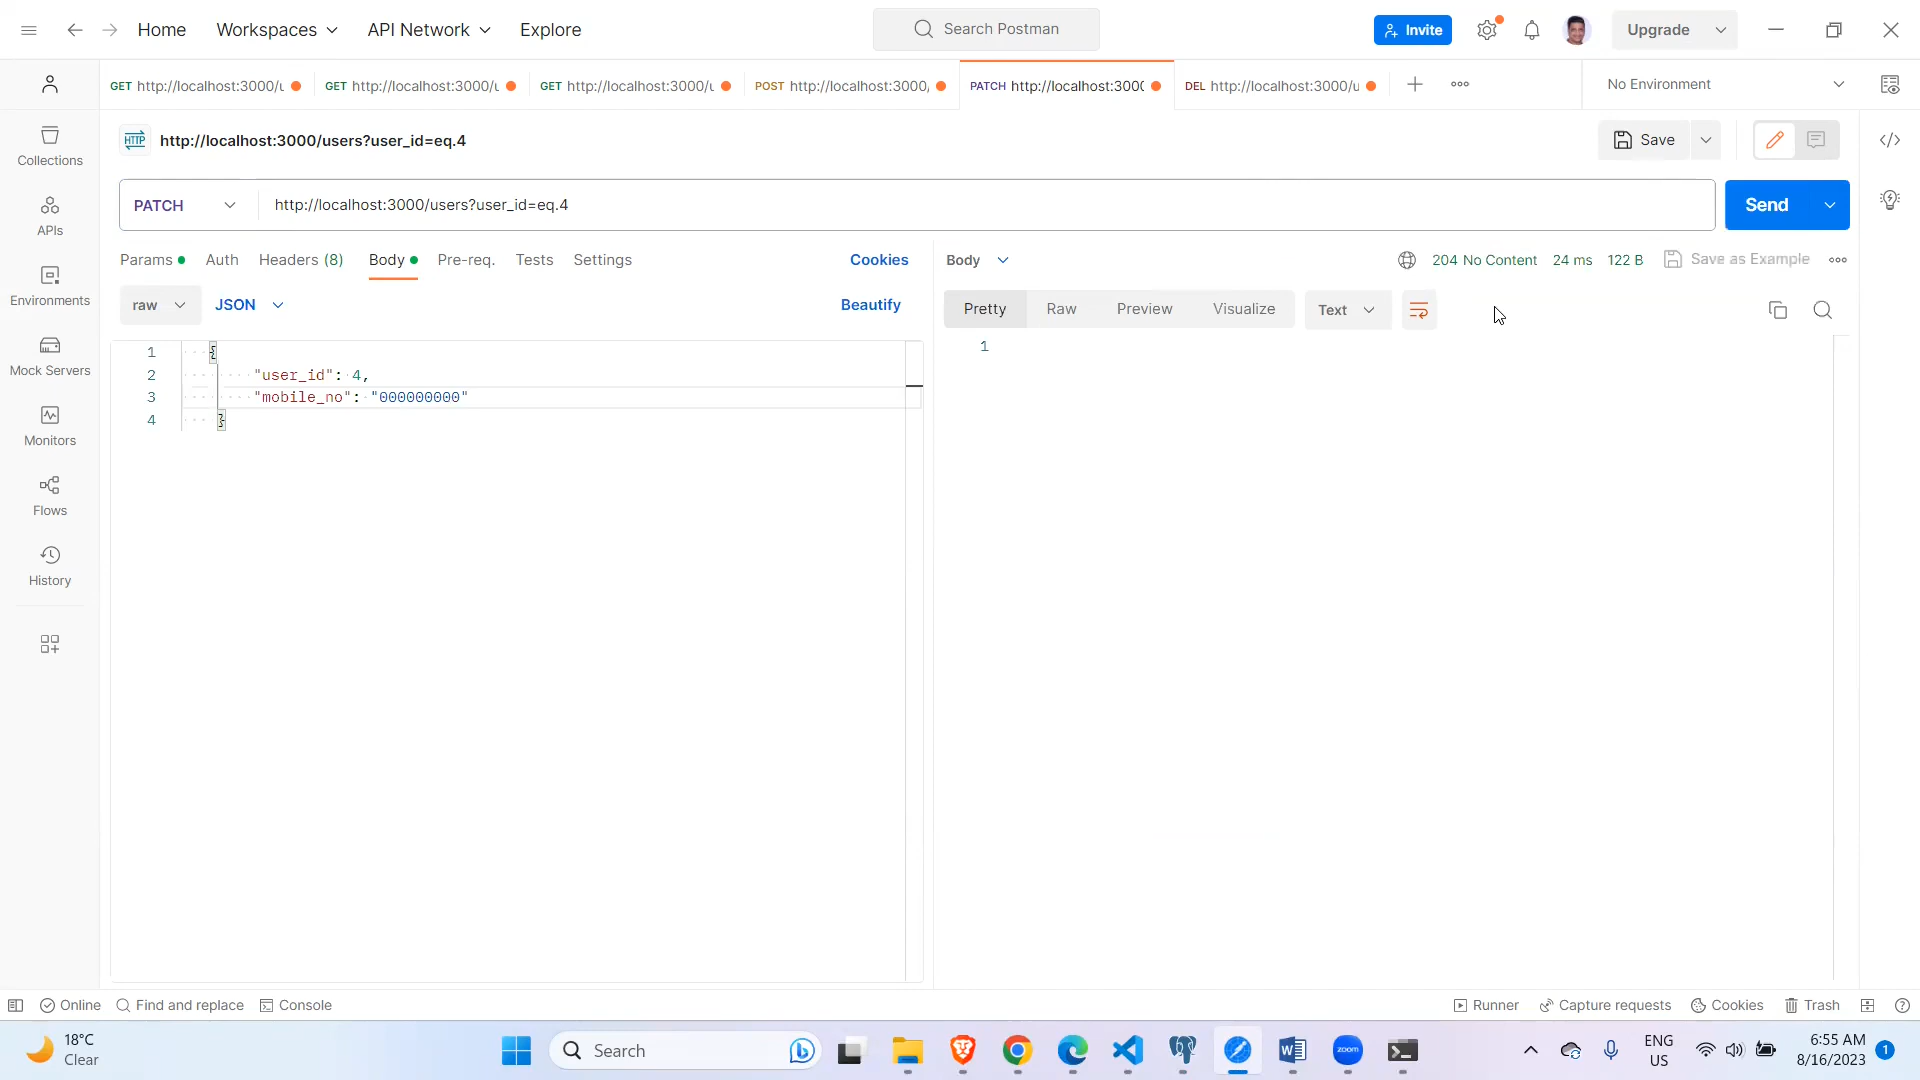 Home Workspaces API Network Explore Search Postman Invite Upgrade
GET http://localhost:3000/u GET http://localhost:3000/u GET http://localhost:3000/u POST http://localhost:3000, PATCH http://localhost:3000 DEL http://localhost:3000/u No Environment
HTTP http://localhost:3000/users?user_id=eq.4 Save
PATCH http://localhost:3000/users?user_id=eq.4 Send
Collections
APIs
Environments
Mock Servers
Monitors
Flows
History
Params Auth Headers (8) Body Pre-req. Tests Settings Cookies
raw JSON Beautify
1 {
2 "user_id": 4,
3 "mobile_no": "000000000"
4 }
Body 204 No Content 24 ms 122 B Save as Example
Pretty Raw Preview Visualize Text
1
Online Find and replace Console Runner Capture requests Cookies Trash
18°C
Clear
Search
zoom
ENG
US
6:55 AM
8/16/2023
1